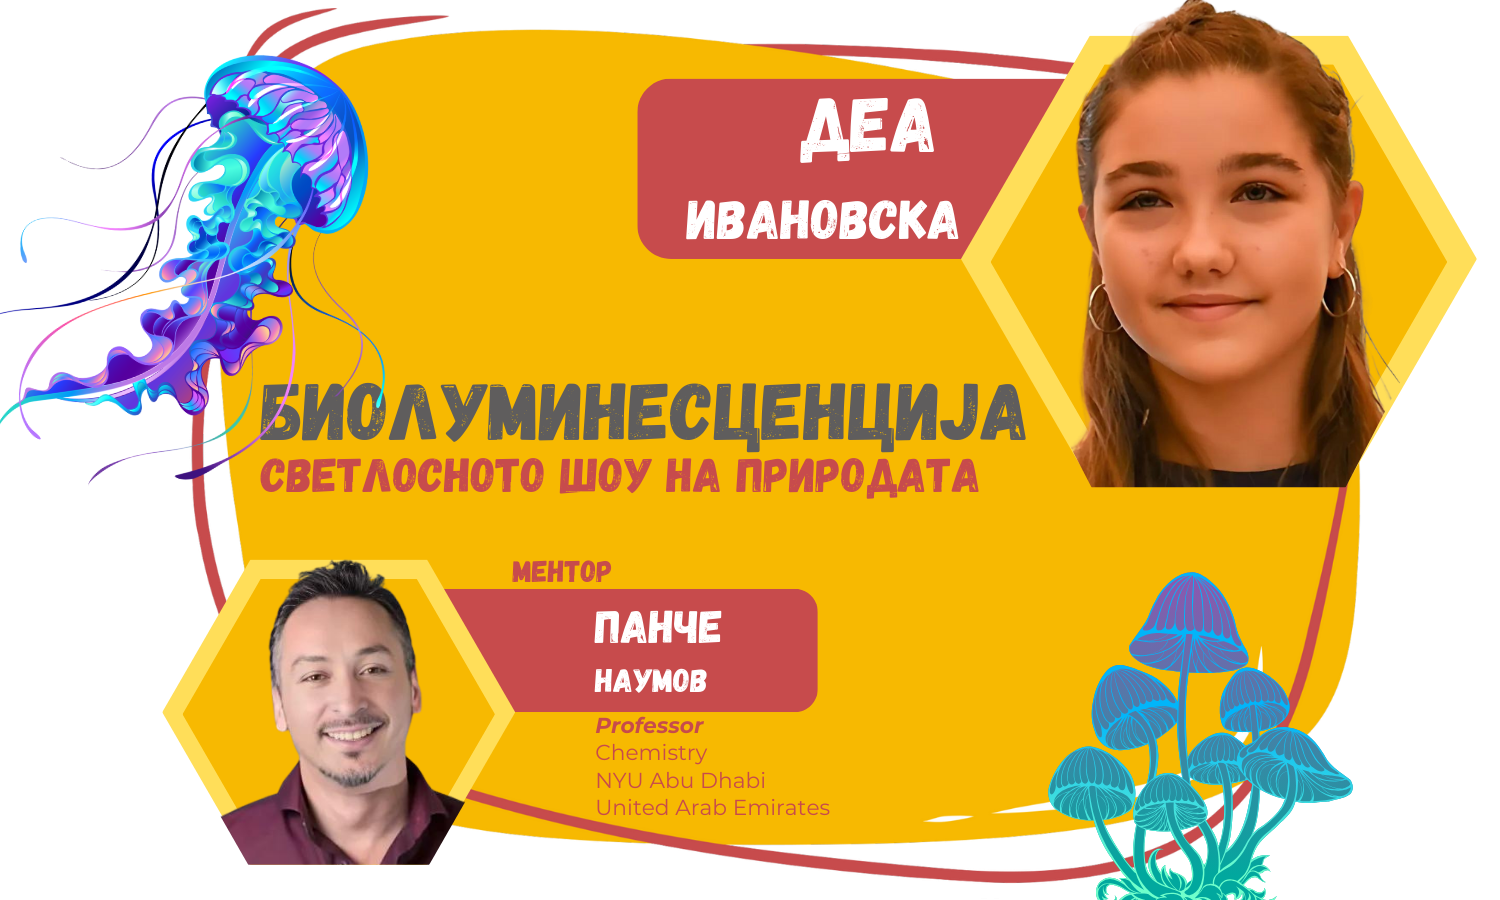 ДЕА
ИВАНОВСКА
БИОЛУМИНЕСЦЕНЦИЈА
СВЕТЛОСНОТО ШОУ НА ПРИРОДАТА
МЕНТОР
ПАНЧЕ
НАУМОВ
Professor
Chemistry
NYU Abu Dhabi
United Arab Emirates